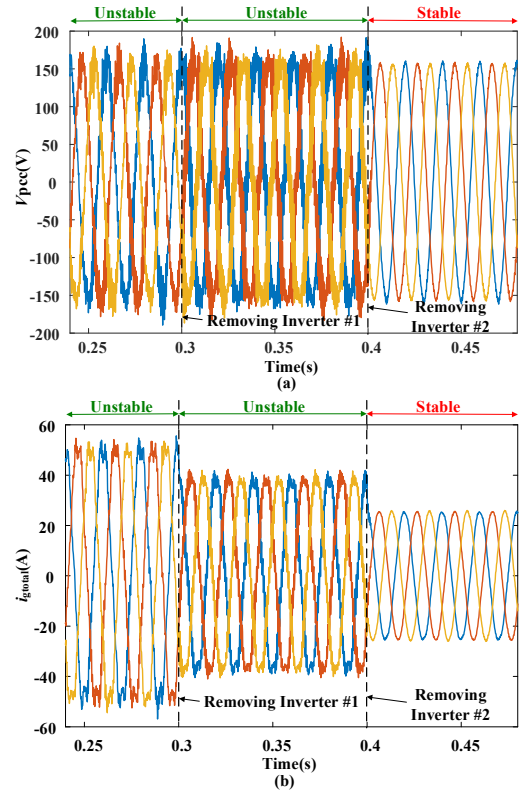 Unstable Unstable Stable
200
150
100
50
0
-50
-100
-150
-200
Vpcc(V)
Removing Inverter #1
Removing
Inverter #2
0.25 0.3 0.35 0.4 0.45
Time(s)
(a)
Unstable Unstable Stable
60
40
20
0
-20
-40
-60
igtotal(A)
Removing Inverter #1
Removing
Inverter #2
0.25 0.3 0.35 0.4 0.45
Time(s)
(b)